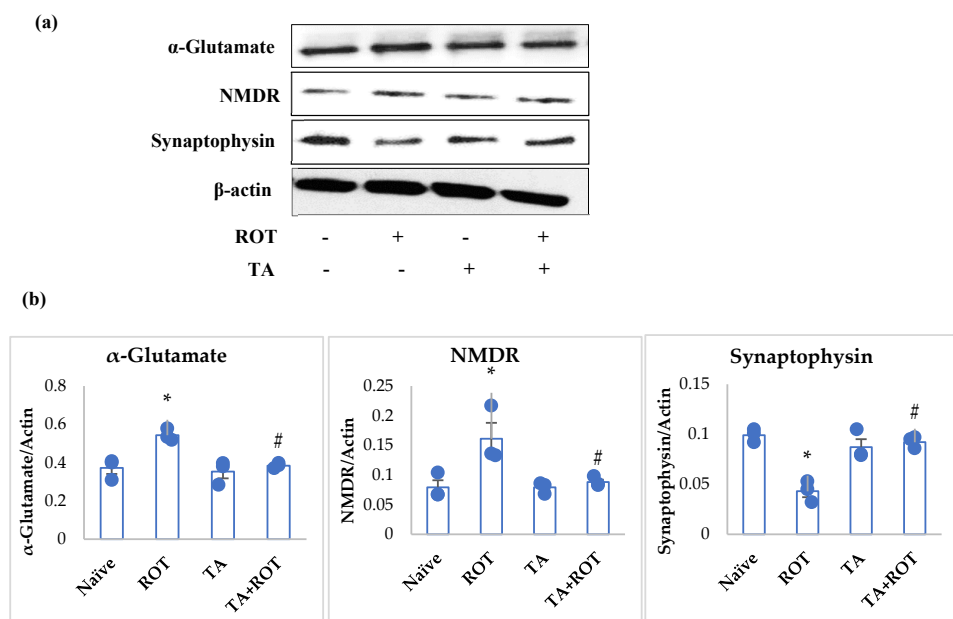 (a)
α-Glutamate
NMDR
Synaptophysin
β-actin
ROT - + - +
TA - - + +
(b)
α-Glutamate
α-Glutamate/Actin
0.8
0.6
0.4
0.2
0
*
#
Naïve ROT TA TA+ROT
NMDR
NMDR/Actin
0.25
0.2
0.15
0.1
0.05
0
*
#
Naïve ROT TA TA+ROT
Synaptophysin
Synaptophysin/Actin
0.15
0.1
0.05
0
*
#
Naïve ROT TA TA+ROT